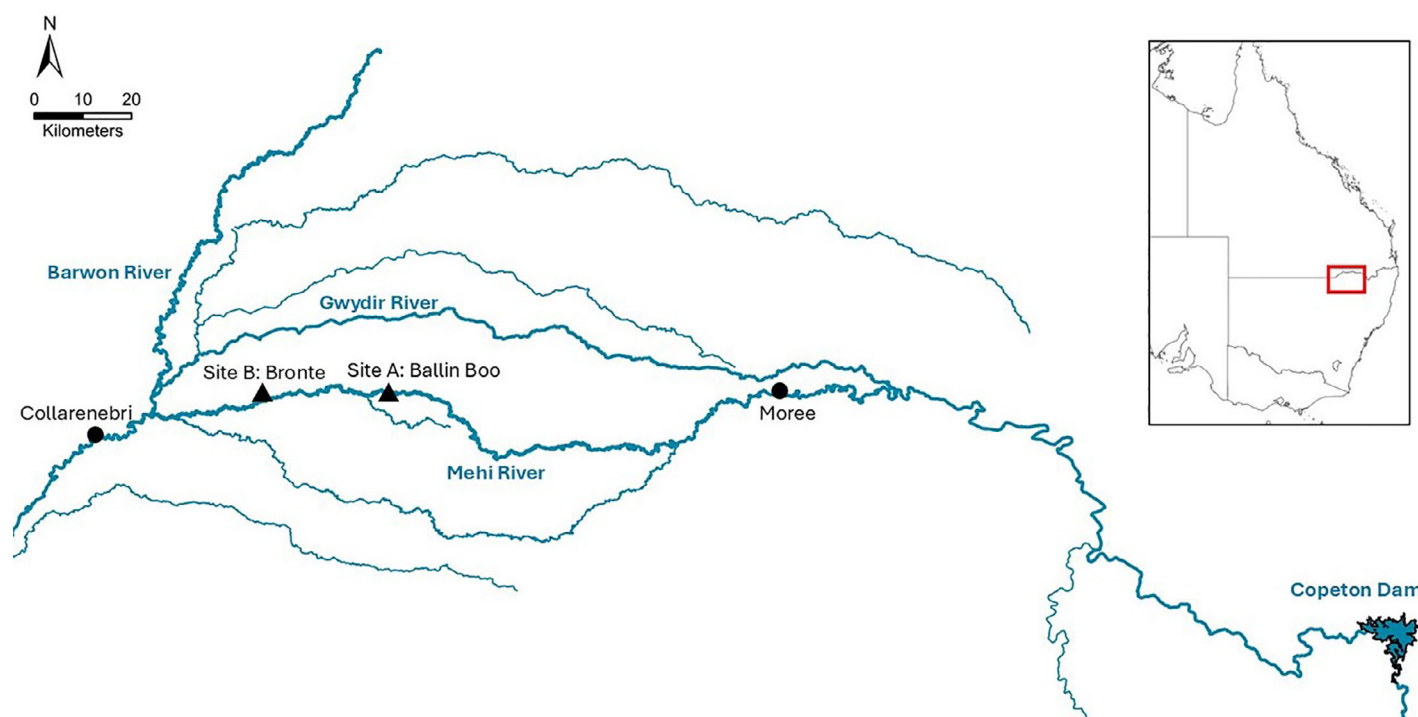 N
0 10 20
Kilometers
Barwon River
Gwydir River
Site B: Bronte
Site A: Ballin Boo
Collarenebri
Moree
Mehi River
Copeton Dam